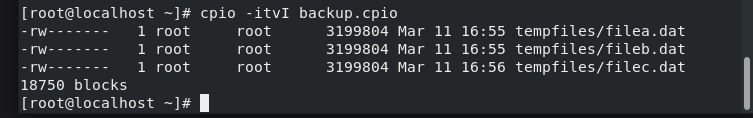 [root@localhost ~]# cpio -itvI backup.cpio
-rw-------   1 root     root      3199804 Mar 11 16:55 tempfiles/filea.dat
-rw-------   1 root     root      3199804 Mar 11 16:55 tempfiles/fileb.dat
-rw-------   1 root     root      3199804 Mar 11 16:56 tempfiles/filec.dat
18750 blocks
[root@localhost ~]#